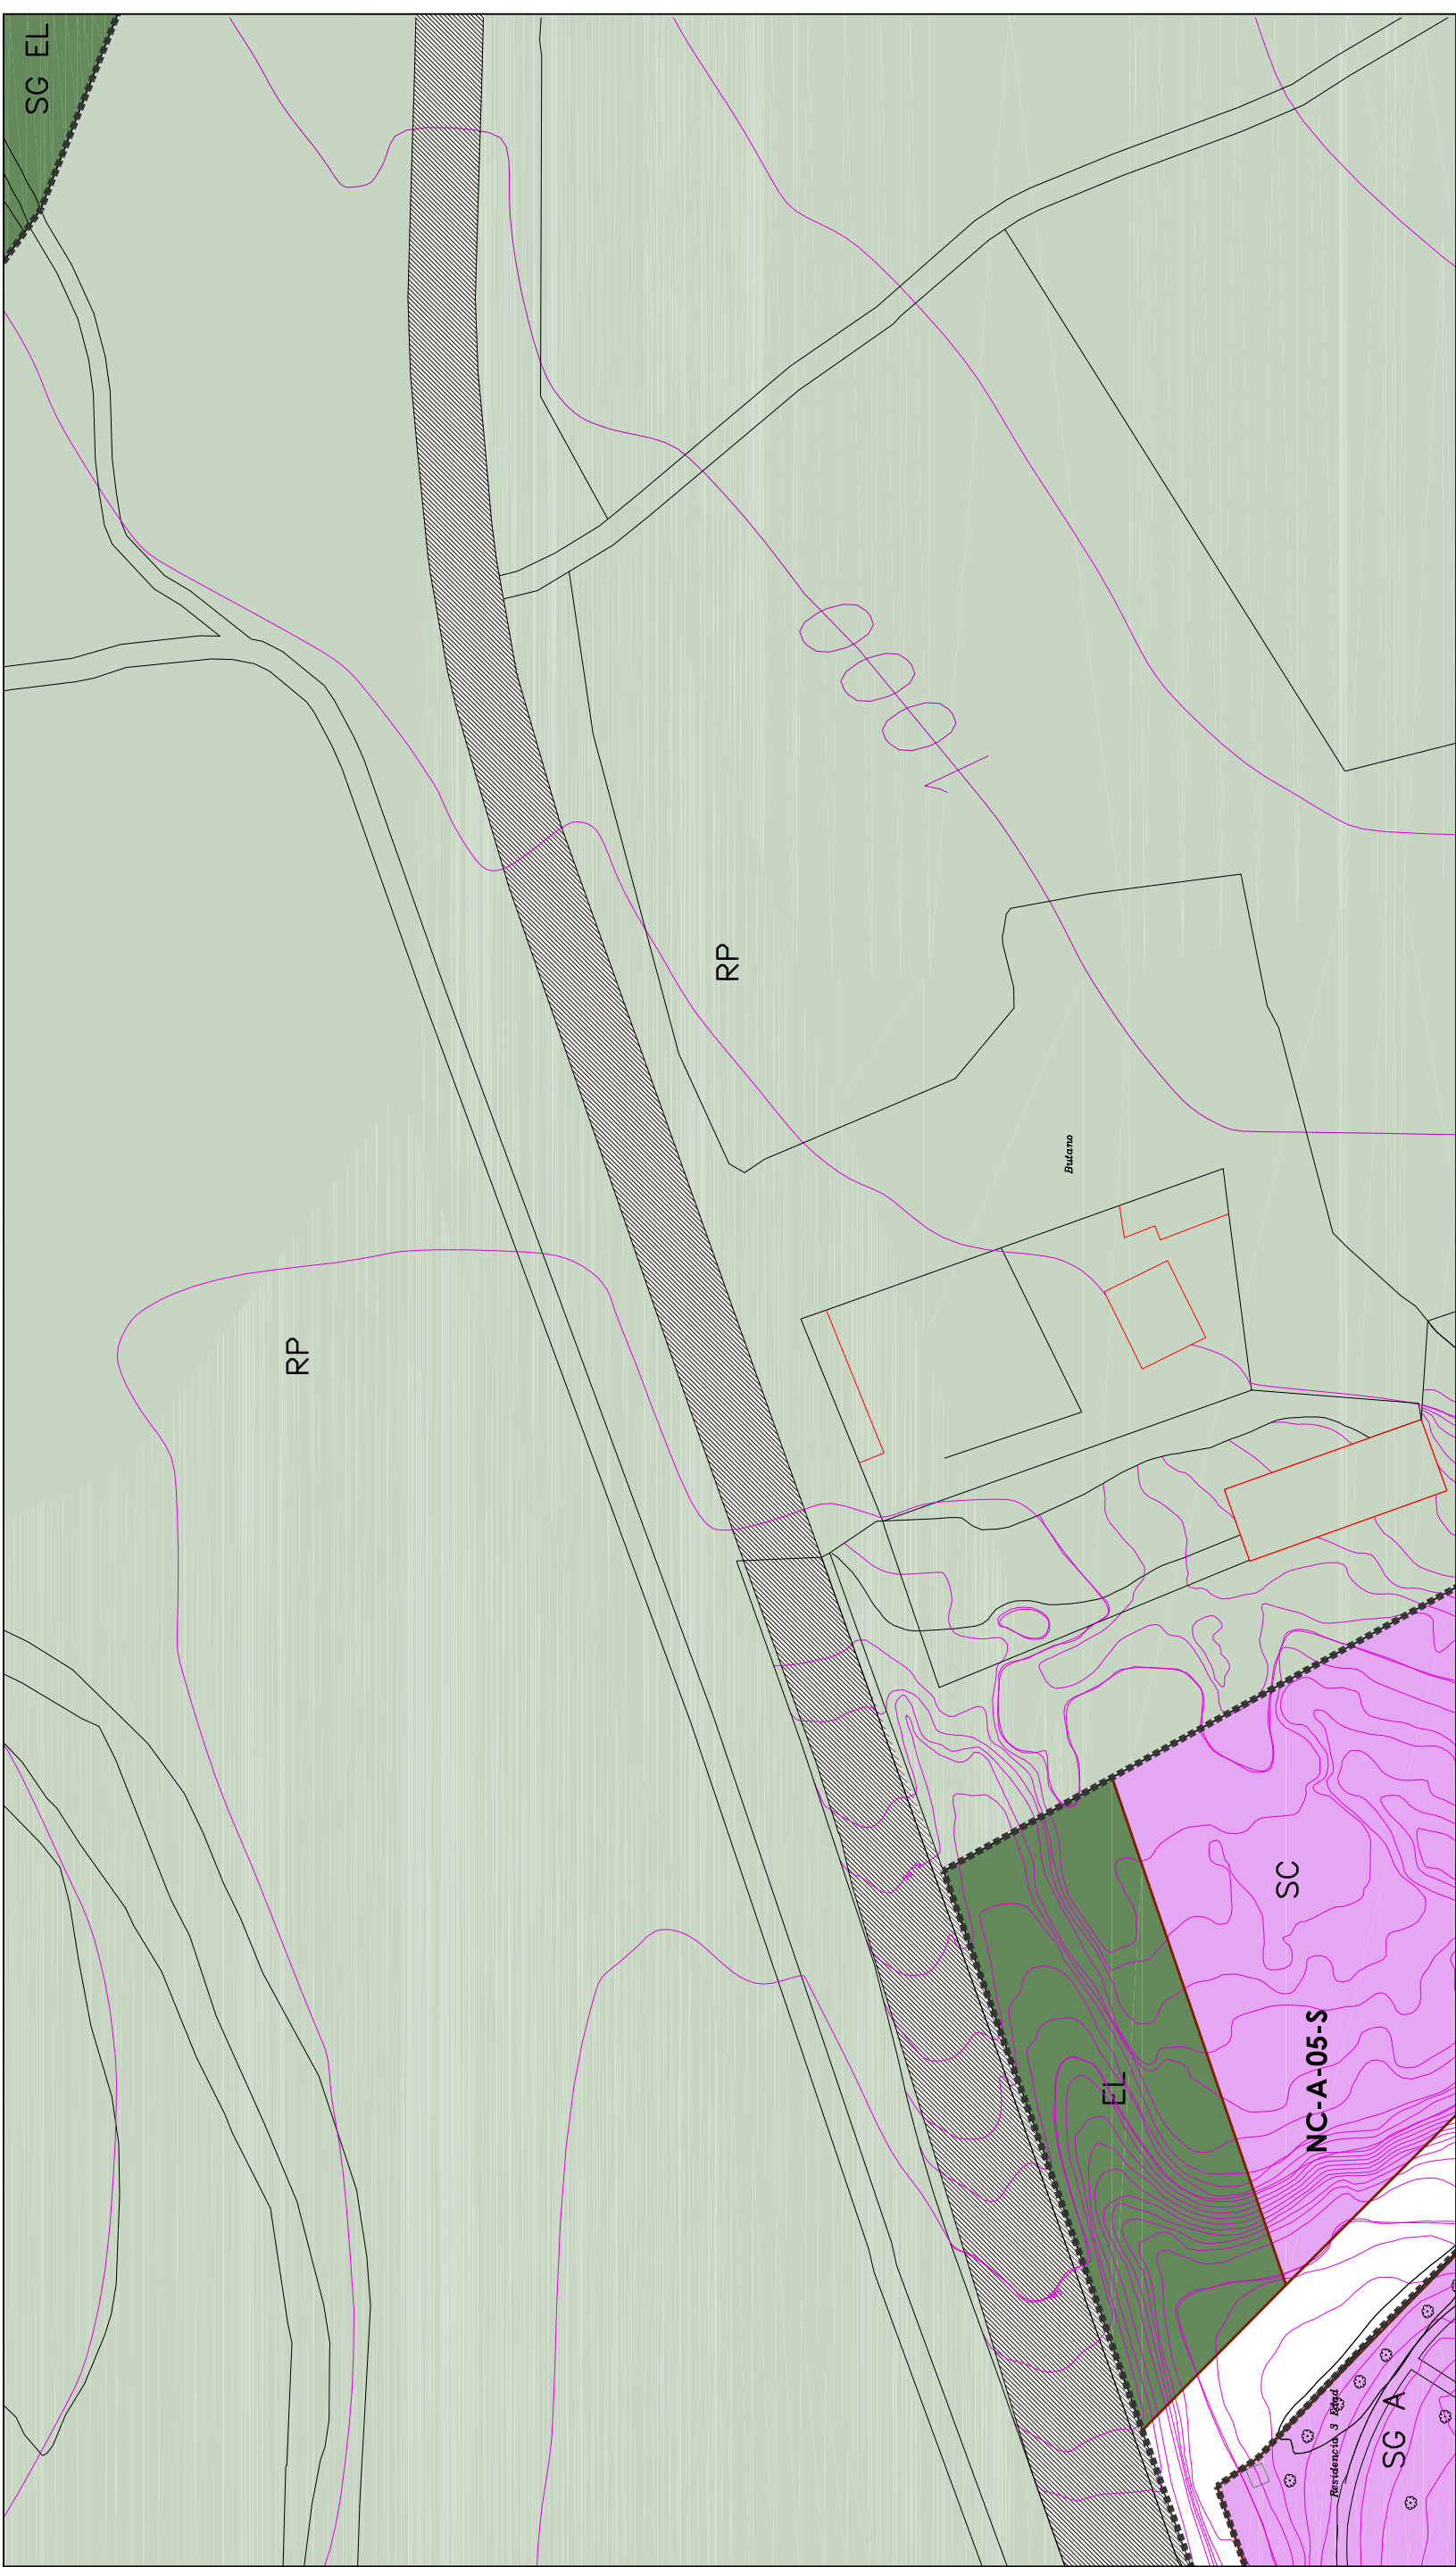 SG EL
1000
RP
Butano
RP
SC
NC-A-05-S
EL
Residencia 3 Edad
SG A